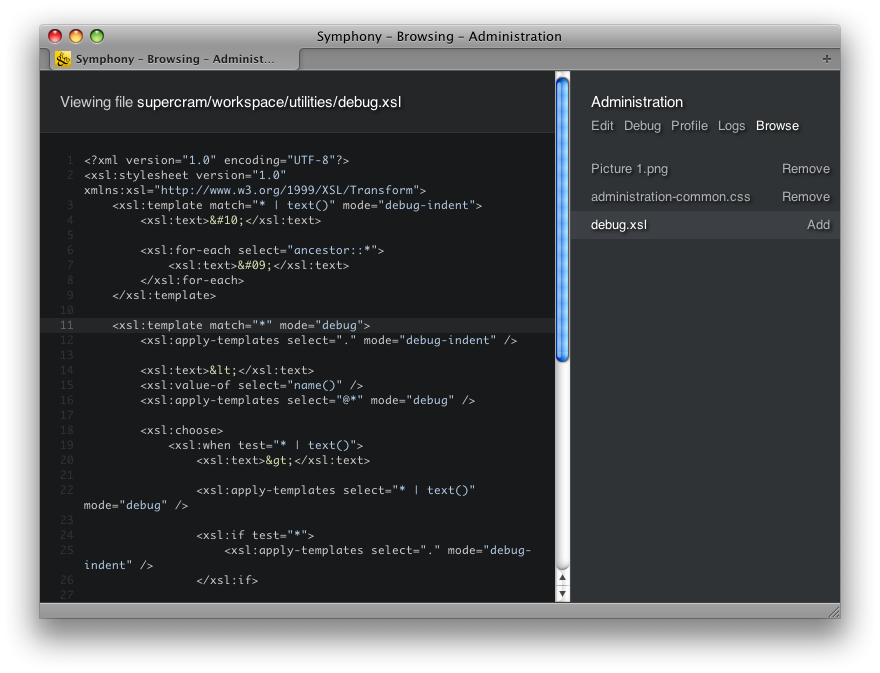 Symphony – Browsing – Administration
Symphony – Browsing – Administ...
Viewing file supercram/workspace/utilities/debug.xsl
1 <?xml version="1.0" encoding="UTF-8"?>
2 <xsl:stylesheet version="1.0"
xmlns:xsl="http://www.w3.org/1999/XSL/Transform">
3 <xsl:template match="* | text()" mode="debug-indent">
4 <xsl:text>&#10;</xsl:text>
5
6 <xsl:for-each select="ancestor::*">
7 <xsl:text>&#09;</xsl:text>
8 </xsl:for-each>
9 </xsl:template>
10
11 <xsl:template match="*" mode="debug">
12 <xsl:apply-templates select="." mode="debug-indent" />
13
14 <xsl:text>&lt;</xsl:text>
15 <xsl:value-of select="name()" />
16 <xsl:apply-templates select="@*" mode="debug" />
17
18 <xsl:choose>
19 <xsl:when test="* | text()">
20 <xsl:text>&gt;</xsl:text>
21
22 <xsl:apply-templates select="* | text()"
mode="debug" />
23
24 <xsl:if test="*">
25 <xsl:apply-templates select="." mode="debug-
indent" />
26 </xsl:if>
27
Administration
Edit Debug Profile Logs Browse
Picture 1.png Remove
administration-common.css Remove
debug.xsl Add